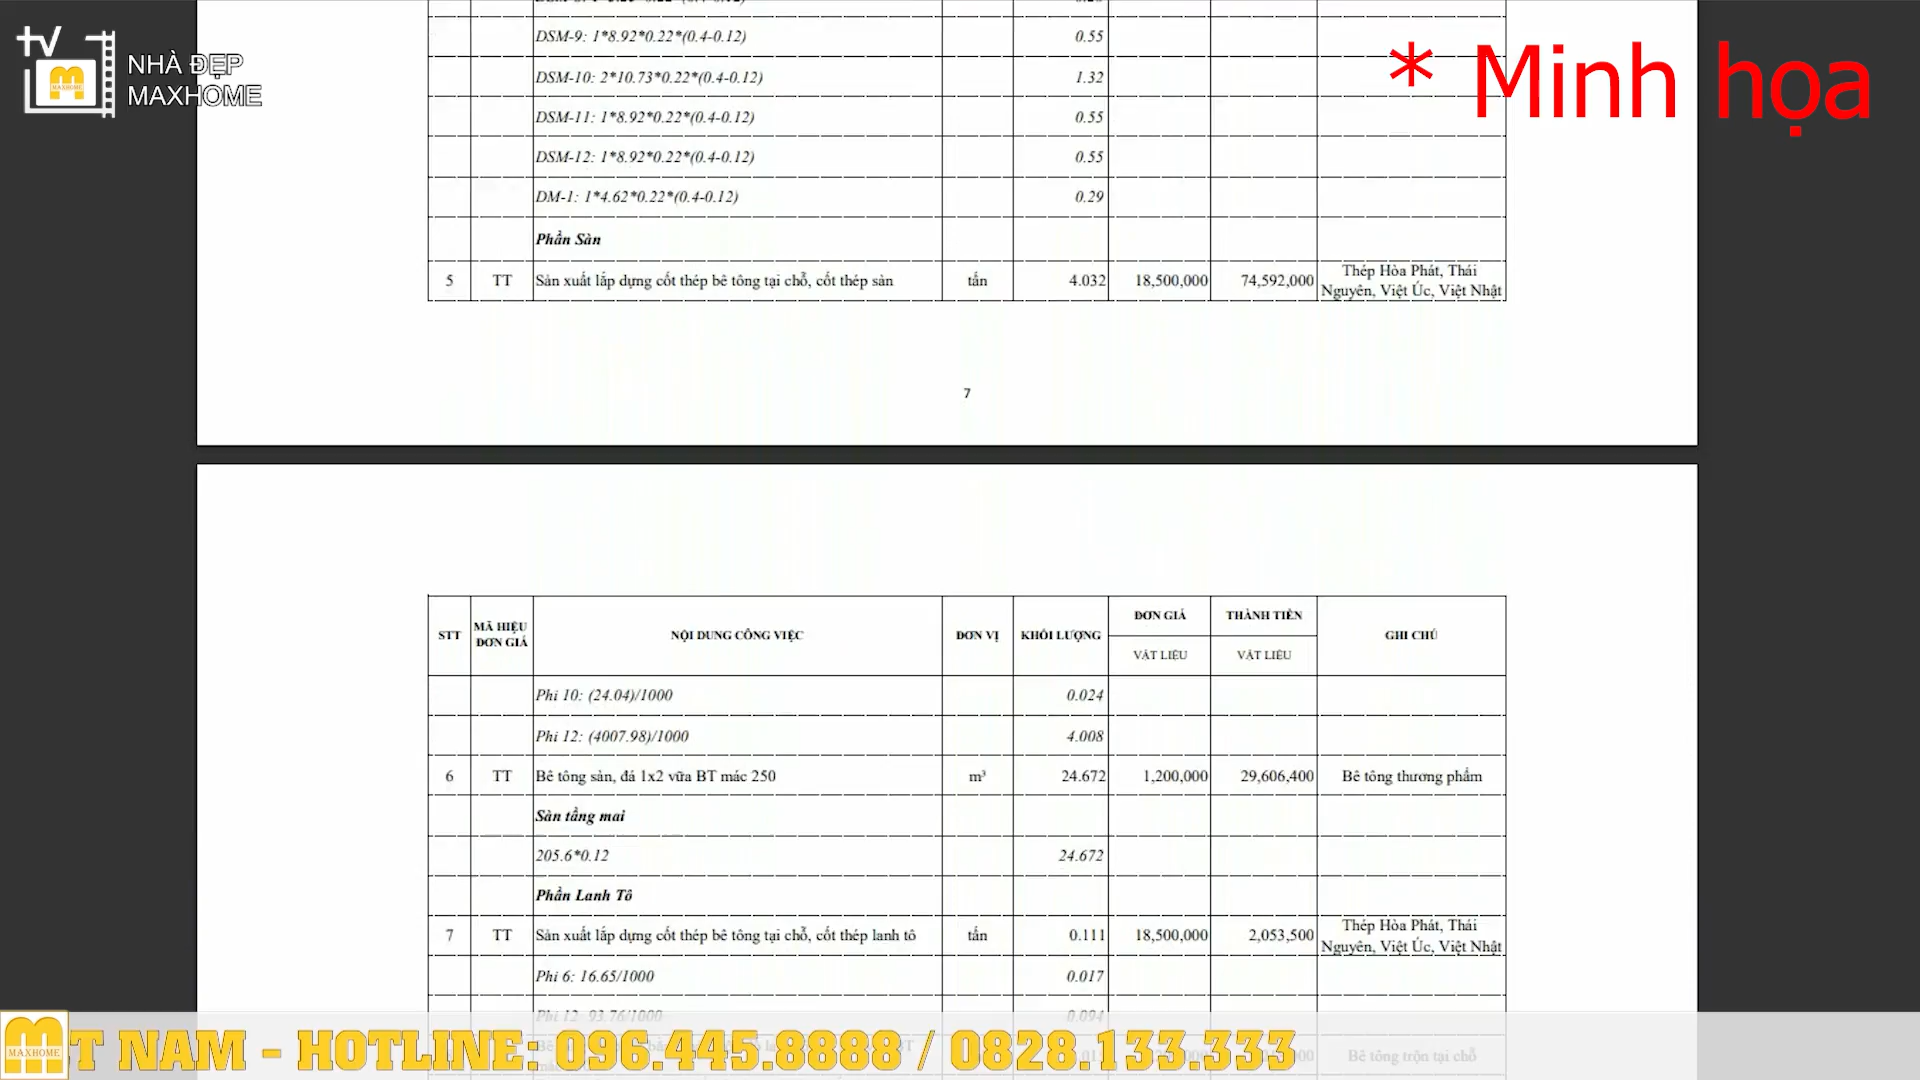 tv
NHÀ ĐẸP
MAXHOME
* Minh họa
DSM-9: 1*8.92*0.22*(0.4-0.12) 0.55
DSM-10: 2*10.73*0.22*(0.4-0.12) 1.32
DSM-11: 1*8.92*0.22*(0.4-0.12) 0.55
DSM-12: 1*8.92*0.22*(0.4-0.12) 0.55
DM-1: 1*4.62*0.22*(0.4-0.12) 0.29
Phần Sàn
5 TT Sản xuất lắp dựng cốt thép bê tông tại chỗ, cốt thép sàn tấn 4.032 18,500,000 74,592,000 Thép Hòa Phát, Thái Nguyên, Việt Úc, Việt Nhật
7
STT MÃ HIỆU ĐƠN GIÁ NỘI DUNG CÔNG VIỆC ĐƠN VỊ KHỐI LƯỢNG ĐƠN GIÁ THÀNH TIỀN GHI CHÚ
VẬT LIỆU VẬT LIỆU
Phi 10: (24.04)/1000 0.024
Phi 12: (4007.98)/1000 4.008
6 TT Bê tông sàn, đá 1x2 vữa BT mác 250 m³ 24.672 1,200,000 29,606,400 Bê tông thương phẩm
Sàn tầng mai
205.6*0.12 24.672
Phần Lanh Tô
7 TT Sản xuất lắp dựng cốt thép bê tông tại chỗ, cốt thép lanh tô tấn 0.111 18,500,000 2,053,500 Thép Hòa Phát, Thái Nguyên, Việt Úc, Việt Nhật
Phi 6: 16.65/1000 0.017
Phi 12 93.76/1000 0.094
Bê tông trộn tại chỗ
MAXHOME
T NAM - HOTLINE: 096.445.8888 / 0828.133.333